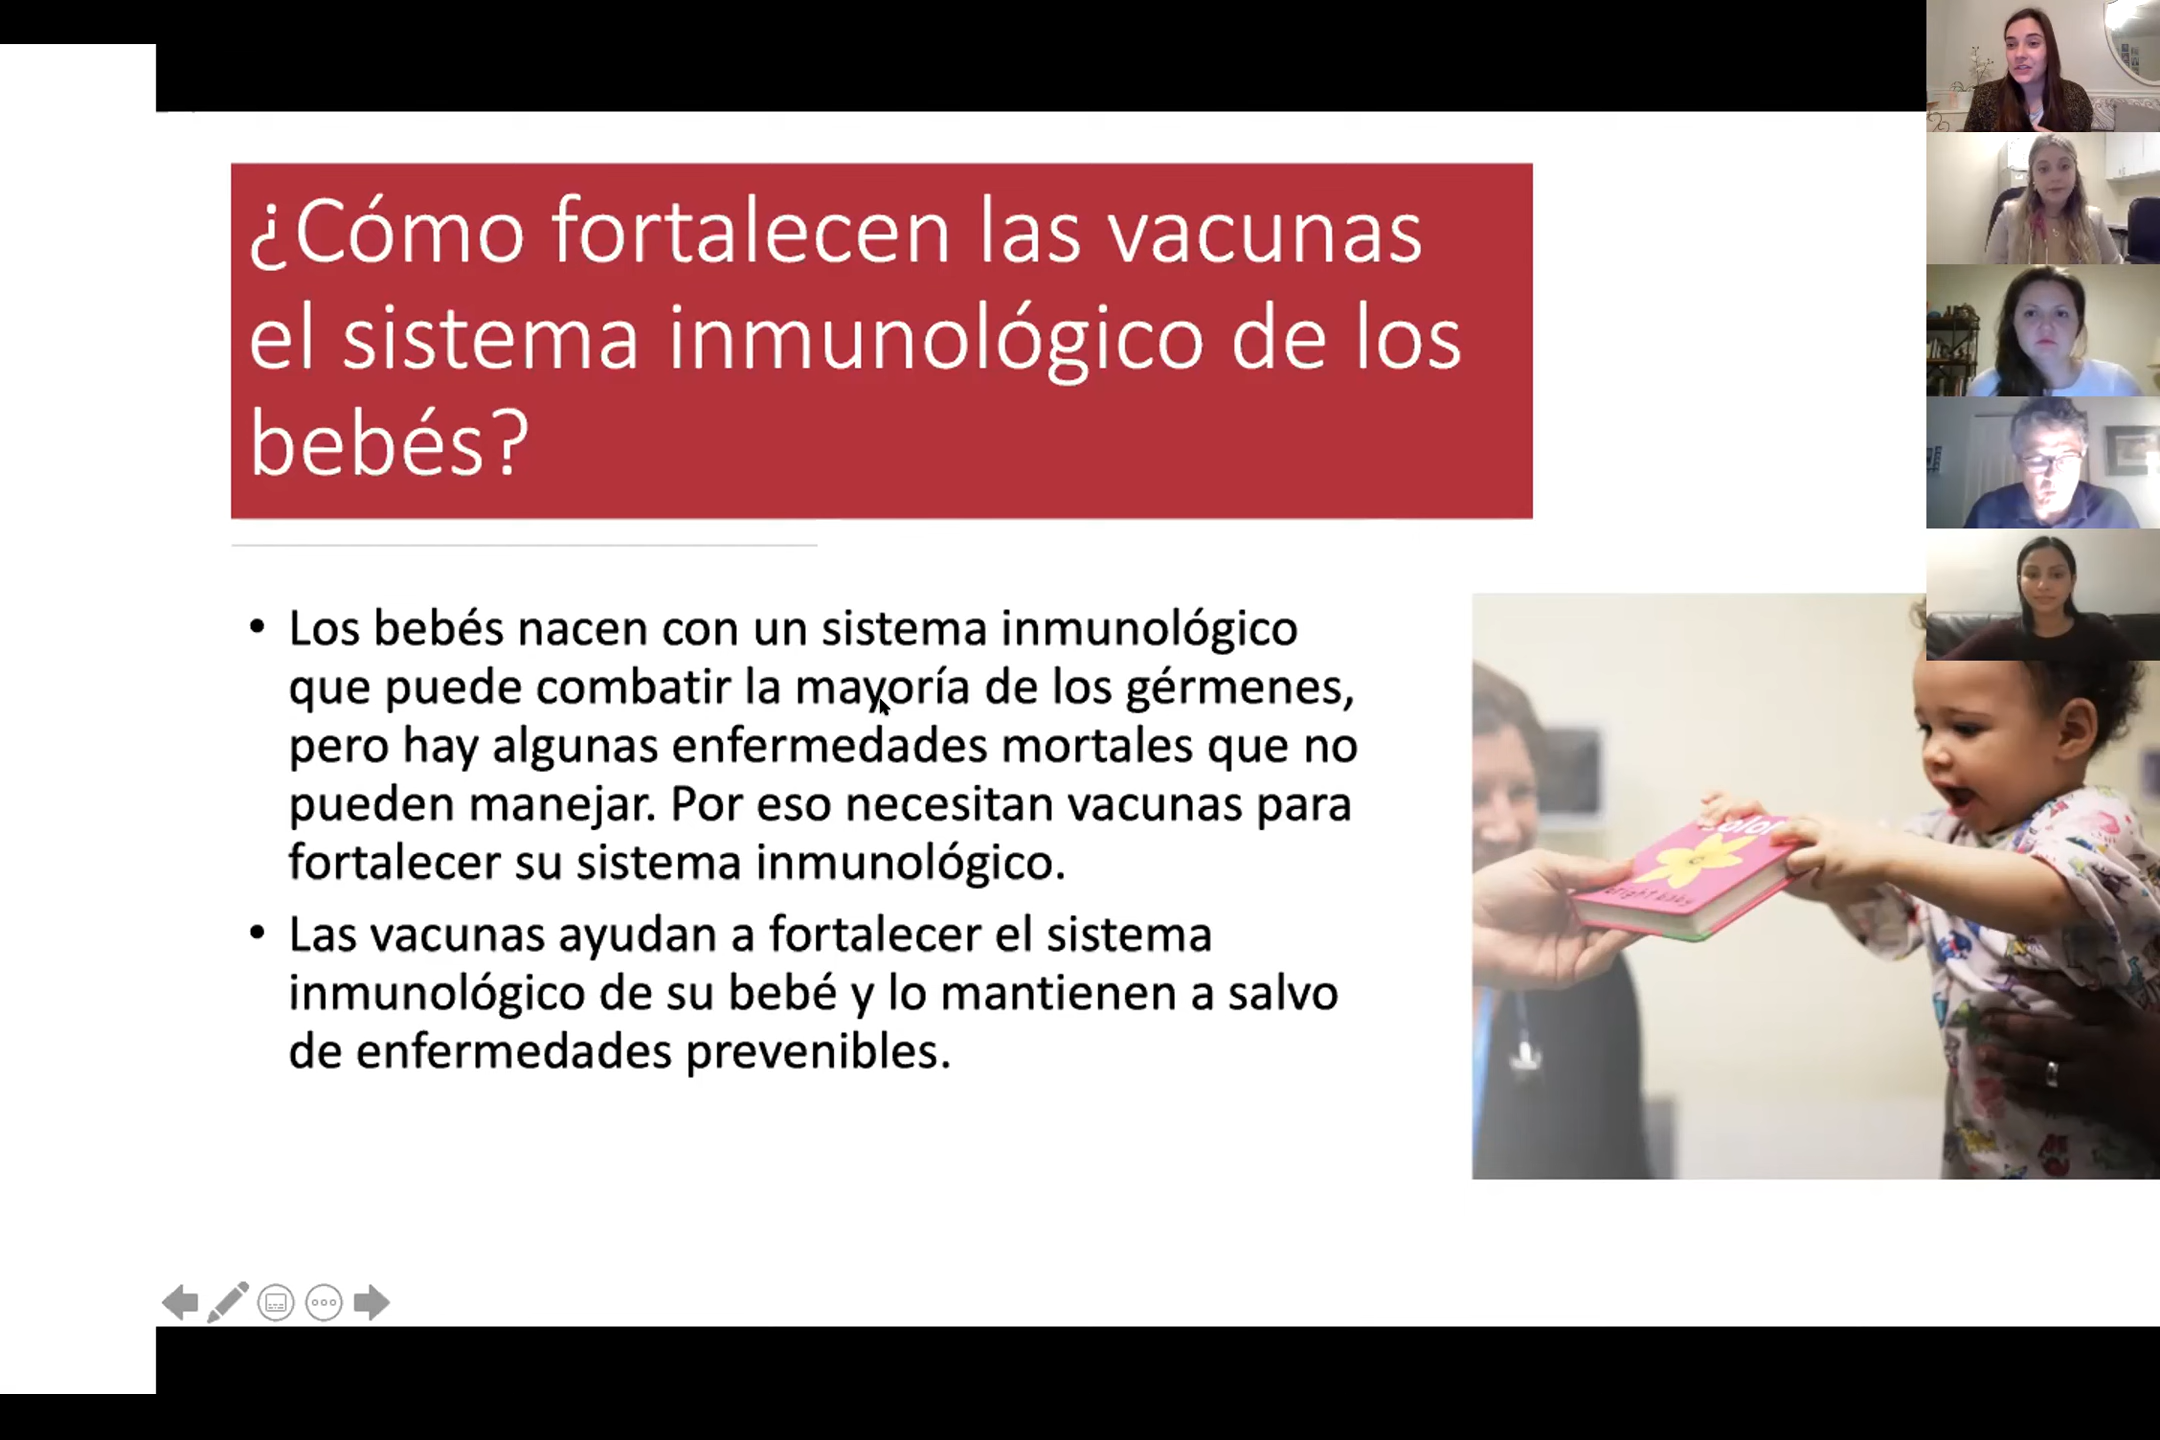 ¿Cómo fortalecen las vacunas
el sistema inmunológico de los
bebés?
• Los bebés nacen con un sistema inmunológico
que puede combatir la mayoría de los gérmenes,
pero hay algunas enfermedades mortales que no
pueden manejar. Por eso necesitan vacunas para
fortalecer su sistema inmunológico.
• Las vacunas ayudan a fortalecer el sistema
inmunológico de su bebé y lo mantienen a salvo
de enfermedades prevenibles.
bright baby